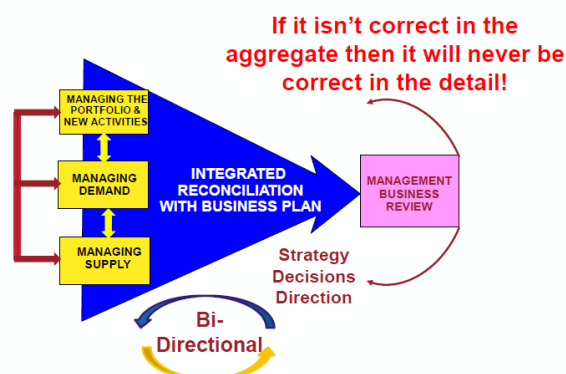 If it isn't correct in the
aggregate then it will never be
correct in the detail!
MANAGING THE
PORTFOLIO &
NEW ACTIVITIES
MANAGING
DEMAND
MANAGING
SUPPLY
INTEGRATED
RECONCILIATION
WITH BUSINESS PLAN
MANAGEMENT
BUSINESS
REVIEW
Strategy
Decisions
Direction
Bi-
Directional